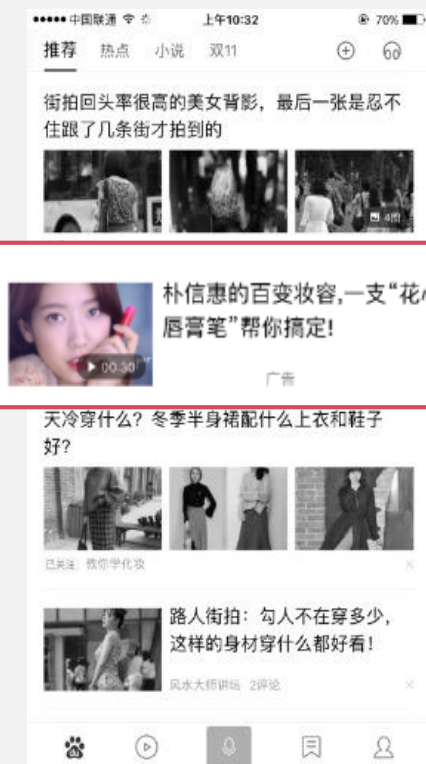 中国联通
上午10:32
70%
推荐 热点 小说 双11
街拍回头率很高的美女背影，最后一张是忍不
住跟了几条街才拍到的
4图
朴信惠的百变妆容,一支“花心
唇膏笔”帮你搞定!
00:30
广告
天冷穿什么？冬季半身裙配什么上衣和鞋子
好?
已关注 教你学化妆
路人街拍：勾人不在穿多少，
这样的身材穿什么都好看！
风水大师讲坛 2评论
du